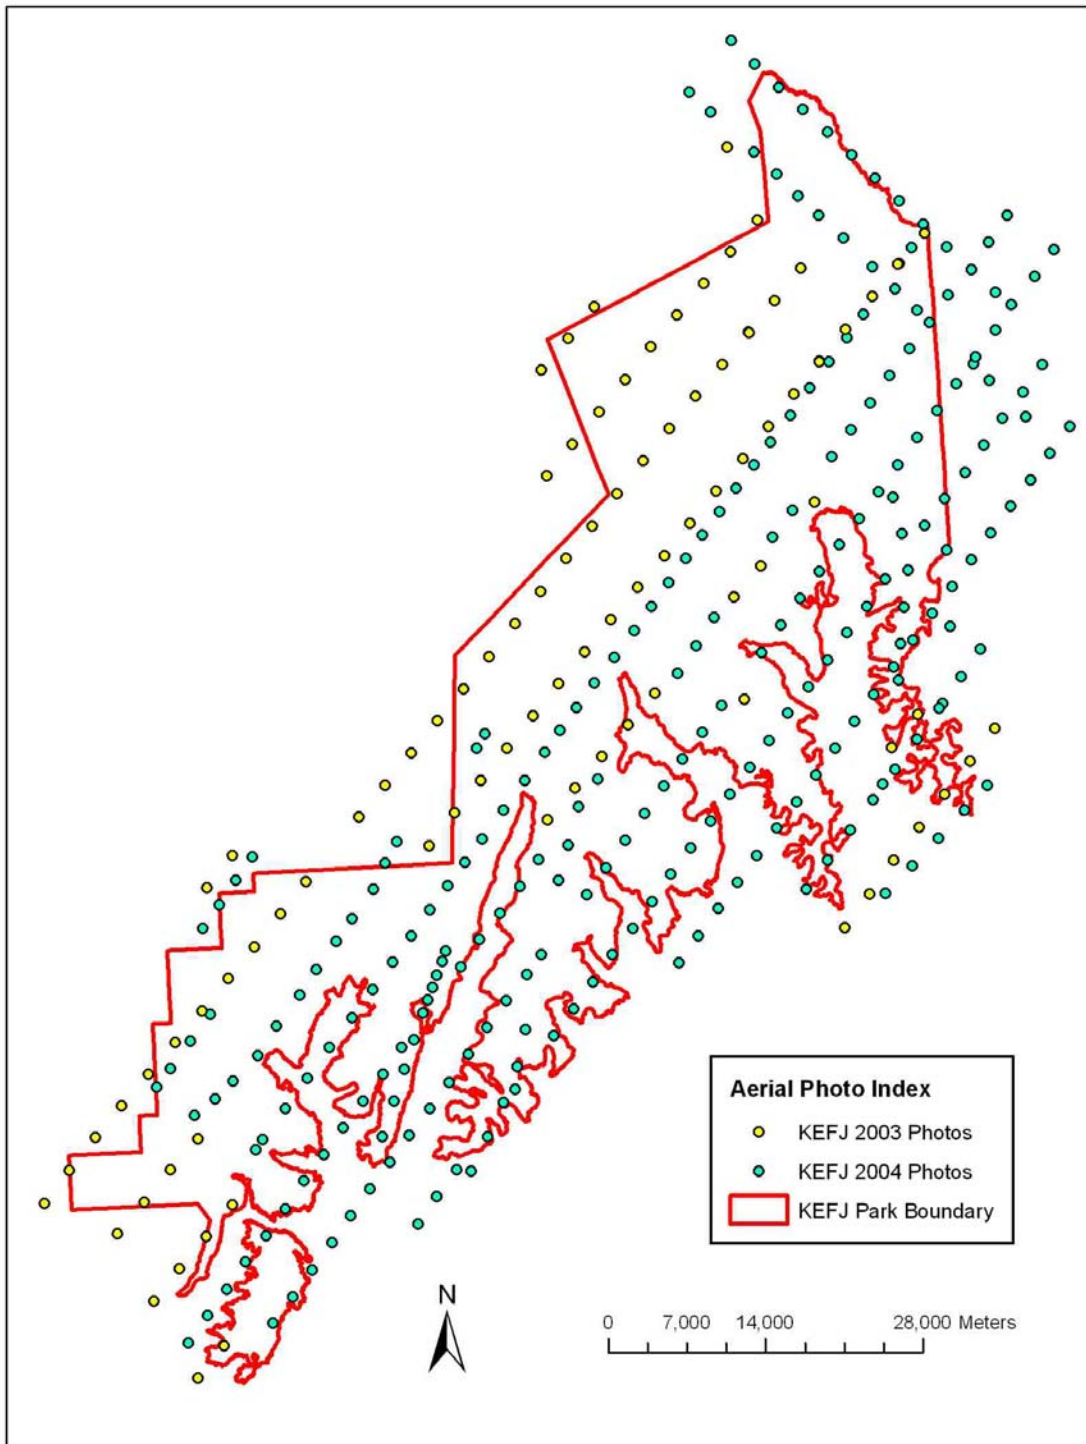 Aerial Photo Index
KEFJ 2003 Photos
KEFJ 2004 Photos
KEFJ Park Boundary
N
0 7,000 14,000 28,000 Meters